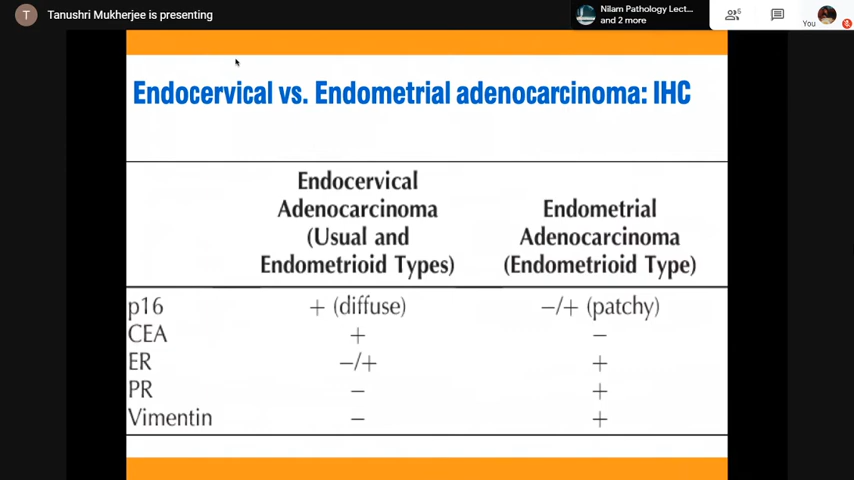 T Tanushri Mukherjee is presenting
Nilam Pathology Lect...
and 2 more
6
You
Endocervical vs. Endometrial adenocarcinoma: IHC
Endocervical
Adenocarcinoma
(Usual and
Endometrioid Types)
Endometrial
Adenocarcinoma
(Endometrioid Type)
p16 + (diffuse) −/+ (patchy)
CEA + −
ER −/+ +
PR − +
Vimentin − +